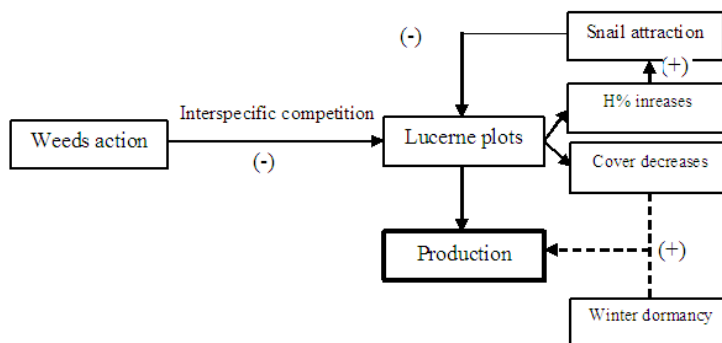 Snail attraction
(-)
(+)
H% inreases
Interspecific competition
Weeds action
Lucerne plots
(-)
Cover decreases
Production
(+)
Winter dormancy